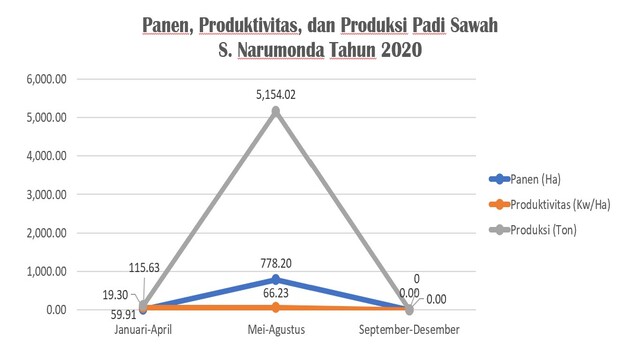 Panen, Produktivitas, dan Produksi Padi Sawah
S. Narumonda Tahun 2020
6,000.00
5,000.00
4,000.00
3,000.00
2,000.00
1,000.00
0.00
5,154.02
778.20
66.23
115.63
19.30
59.91
0
0.00
0.00
Januari-April
Mei-Agustus
September-Desember
Panen (Ha)
Produktivitas (Kw/Ha)
Produksi (Ton)